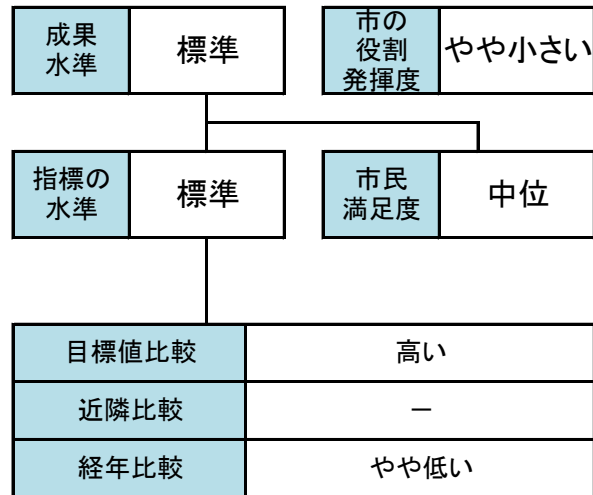 成果
水準
標準
市の
役割
発揮度
やや小さい
指標の
水準
標準
市民
満足度
中位
目標値比較
高い
近隣比較
－
経年比較
やや低い